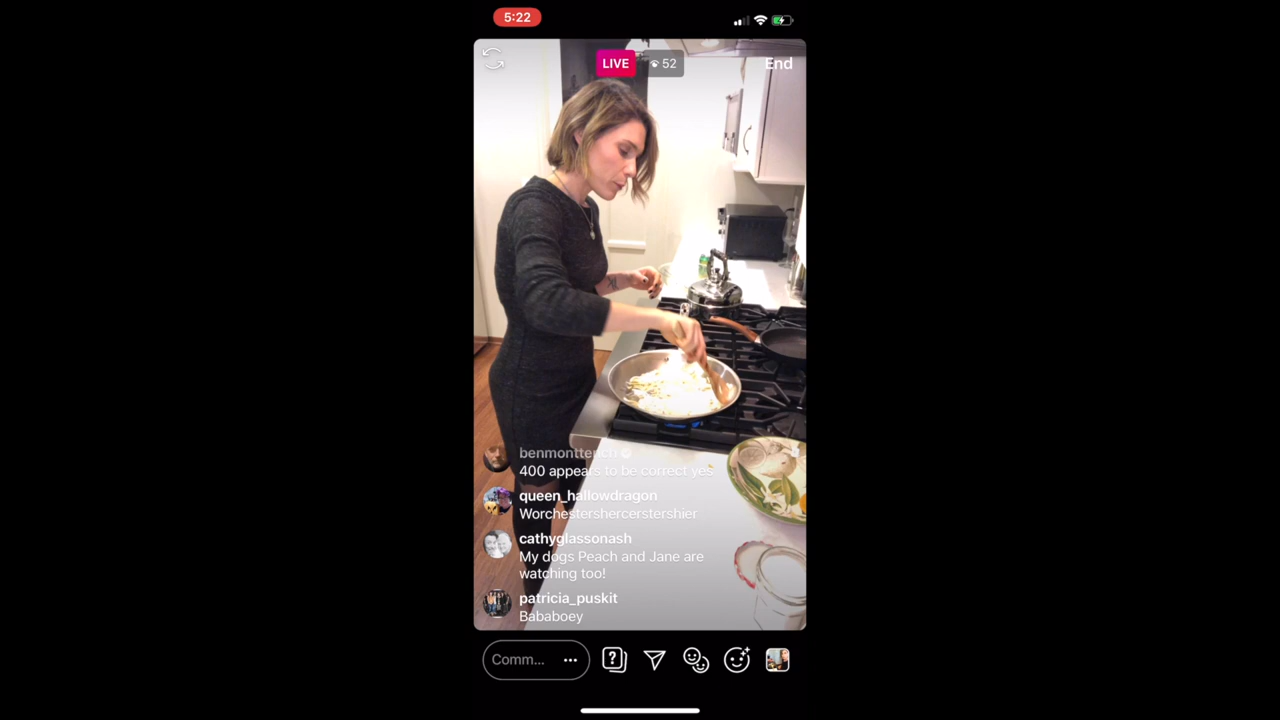 5:22
LIVE 52
End
benmonttench
400 appears to be correct yes
queen_hallowdragon
Worchestershercerstershier
cathyglassonash
My dogs Peach and Jane are
watching too!
patricia_puskit
Bababoey
Comm...